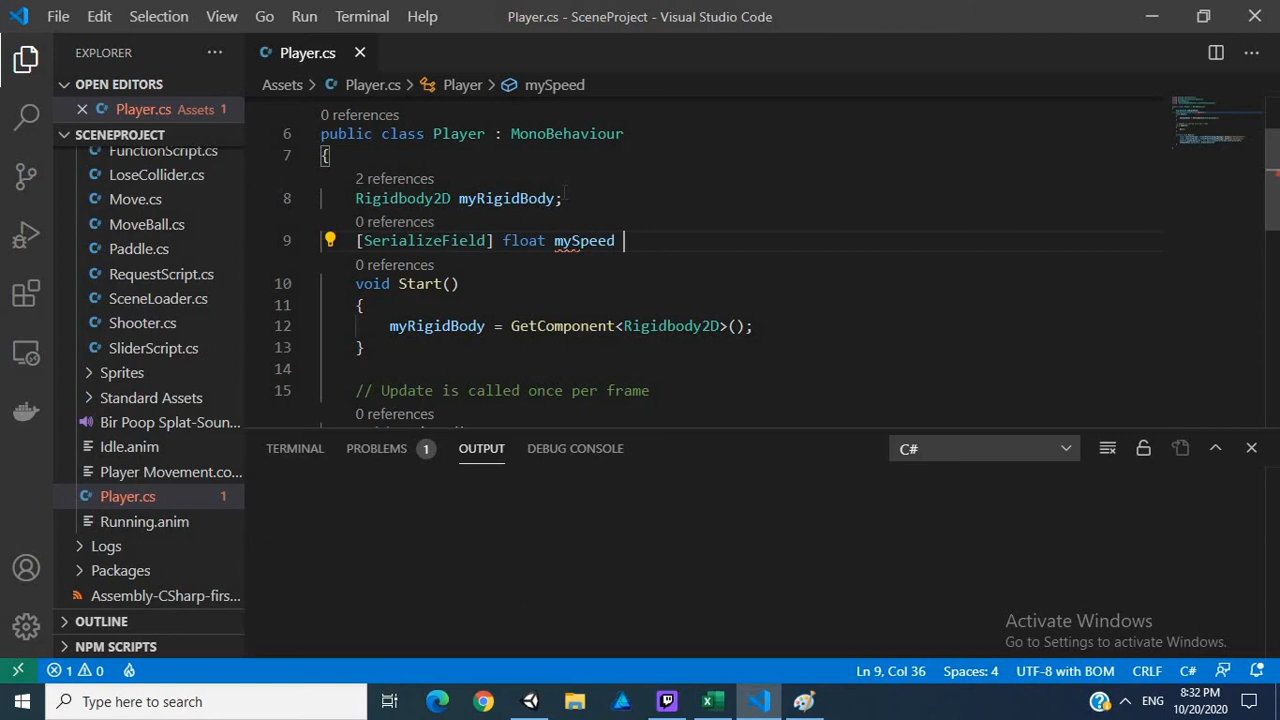 File Edit Selection View Go Run Terminal Help Player.cs - SceneProject - Visual Studio Code
EXPLORER
OPEN EDITORS
Player.cs Assets 1
SCENEPROJECT
FunctionScript.cs
LoseCollider.cs
Move.cs
MoveBall.cs
Paddle.cs
RequestScript.cs
SceneLoader.cs
Shooter.cs
SliderScript.cs
Sprites
Standard Assets
Bir Poop Splat-Soun...
Idle.anim
Player Movement.co...
Player.cs 1
Running.anim
Logs
Packages
Assembly-CSharp-firs...
OUTLINE
NPM SCRIPTS
Player.cs
Assets Player.cs Player mySpeed
0 references
6 public class Player : MonoBehaviour
7 {
2 references
8 Rigidbody2D myRigidBody;
0 references
9 [SerializeField] float mySpeed
0 references
10 void Start()
11 {
12 myRigidBody = GetComponent<Rigidbody2D>();
13 }
14
15 // Update is called once per frame
0 references
TERMINAL PROBLEMS 1 OUTPUT DEBUG CONSOLE C#
Activate Windows
Go to Settings to activate Windows.
1 0 Ln 9, Col 36 Spaces: 4 UTF-8 with BOM CRLF C#
Type here to search
ENG
8:32 PM
10/20/2020